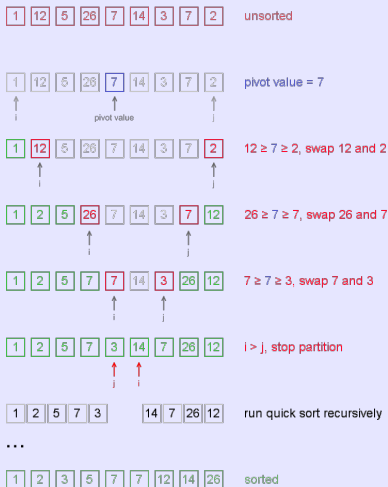 1 12 5 26 7 14 3 7 2 unsorted
1 12 5 26 7 14 3 7 2 pivot value = 7
i pivot value j
1 12 5 26 7 14 3 7 2 12 ≥ 7 ≥ 2, swap 12 and 2
i j
1 2 5 26 7 14 3 7 12 26 ≥ 7 ≥ 7, swap 26 and 7
i j
1 2 5 7 7 14 3 26 12 7 ≥ 7 ≥ 3, swap 7 and 3
i j
1 2 5 7 3 14 7 26 12 i > j, stop partition
j i
1 2 5 7 3 14 7 26 12 run quick sort recursively
...
1 2 3 5 7 7 12 14 26 sorted